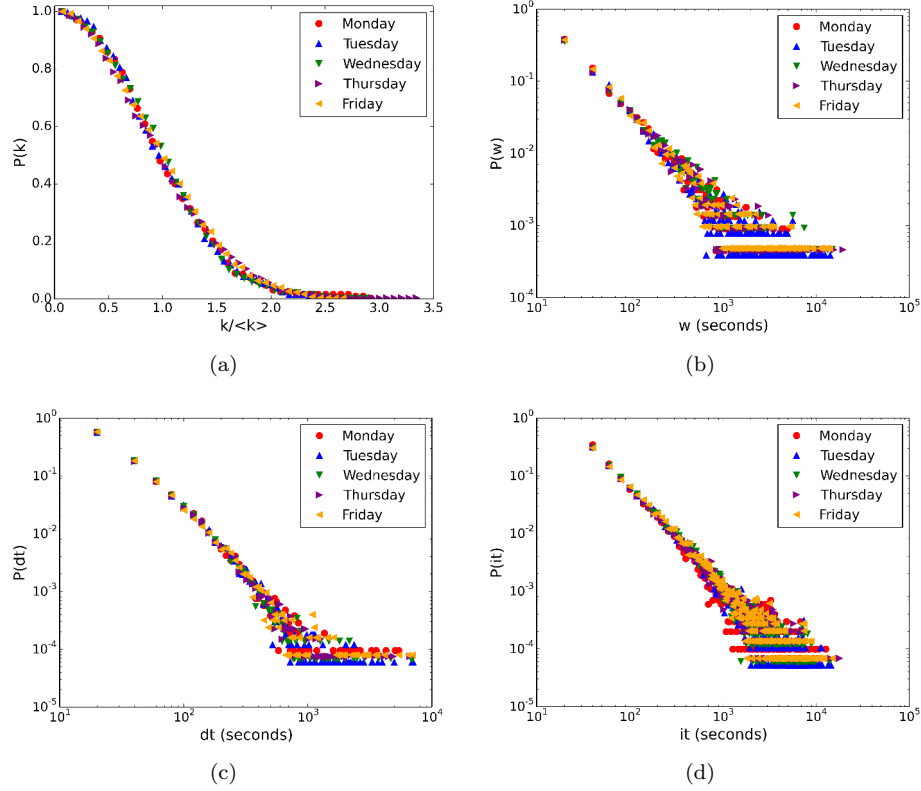 P(k)
1.0
0.8
0.6
0.4
0.2
0.0
0.0 0.5 1.0 1.5 2.0 2.5 3.0 3.5
k/<k>
Monday
Tuesday
Wednesday
Thursday
Friday
(a)
P(w)
10^0
10^-1
10^-2
10^-3
10^-4
10^1 10^2 10^3 10^4 10^5
w (seconds)
Monday
Tuesday
Wednesday
Thursday
Friday
(b)
P(dt)
10^0
10^-1
10^-2
10^-3
10^-4
10^-5
10^1 10^2 10^3 10^4
dt (seconds)
Monday
Tuesday
Wednesday
Thursday
Friday
(c)
P(it)
10^0
10^-1
10^-2
10^-3
10^-4
10^-5
10^1 10^2 10^3 10^4 10^5
it (seconds)
Monday
Tuesday
Wednesday
Thursday
Friday
(d)